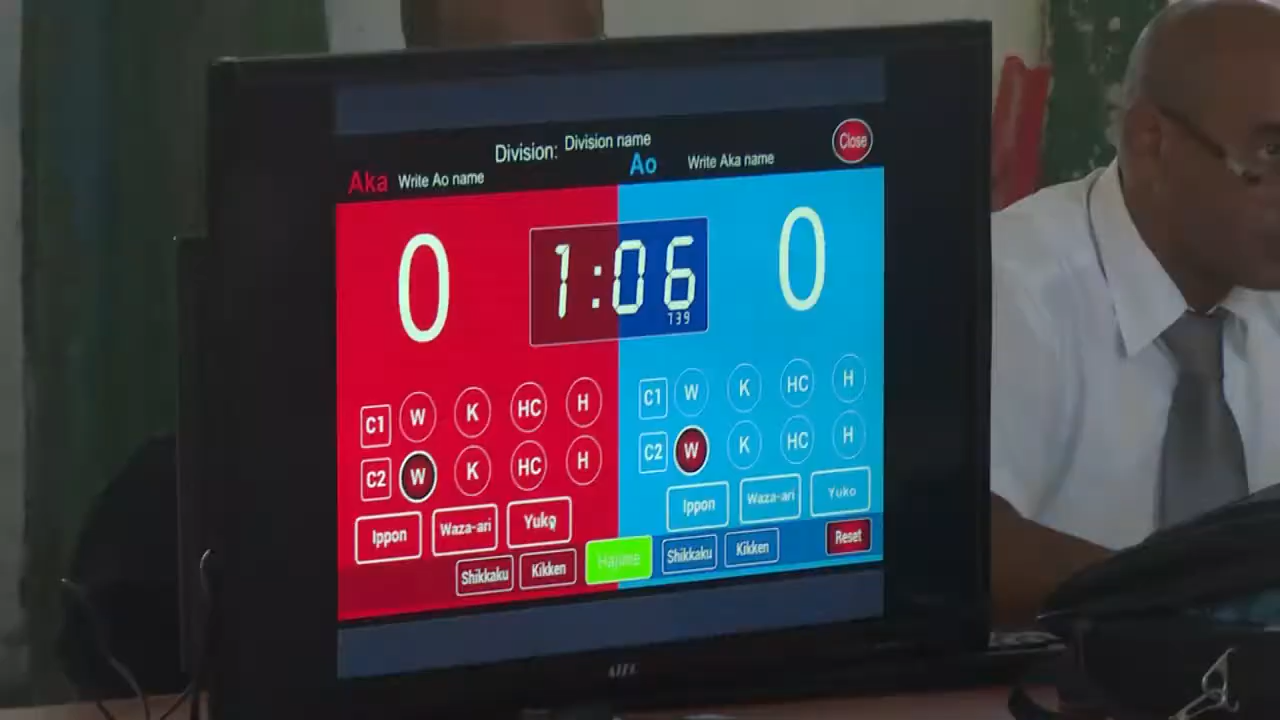 Division: Division name
Close
Aka Write Ao name
Ao Write Aka name
0
1:06
739
0
C1 W K HC H
C2 W K HC H
Ippon Waza-ari Yuko
Shikkaku Kikken
Hajime
C1 W K HC H
C2 W K HC H
Ippon Waza-ari Yuko
Shikkaku Kikken
Reset